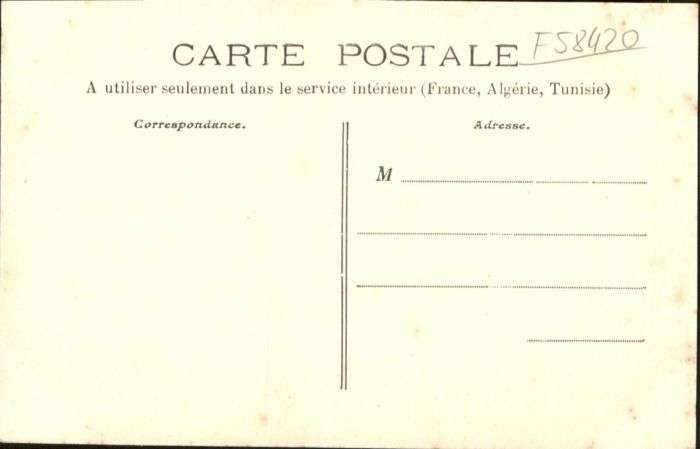 CARTE POSTALE F58420
A utiliser seulement dans le service intérieur (France, Algérie, Tunisie)
Correspondance. Adresse.
M